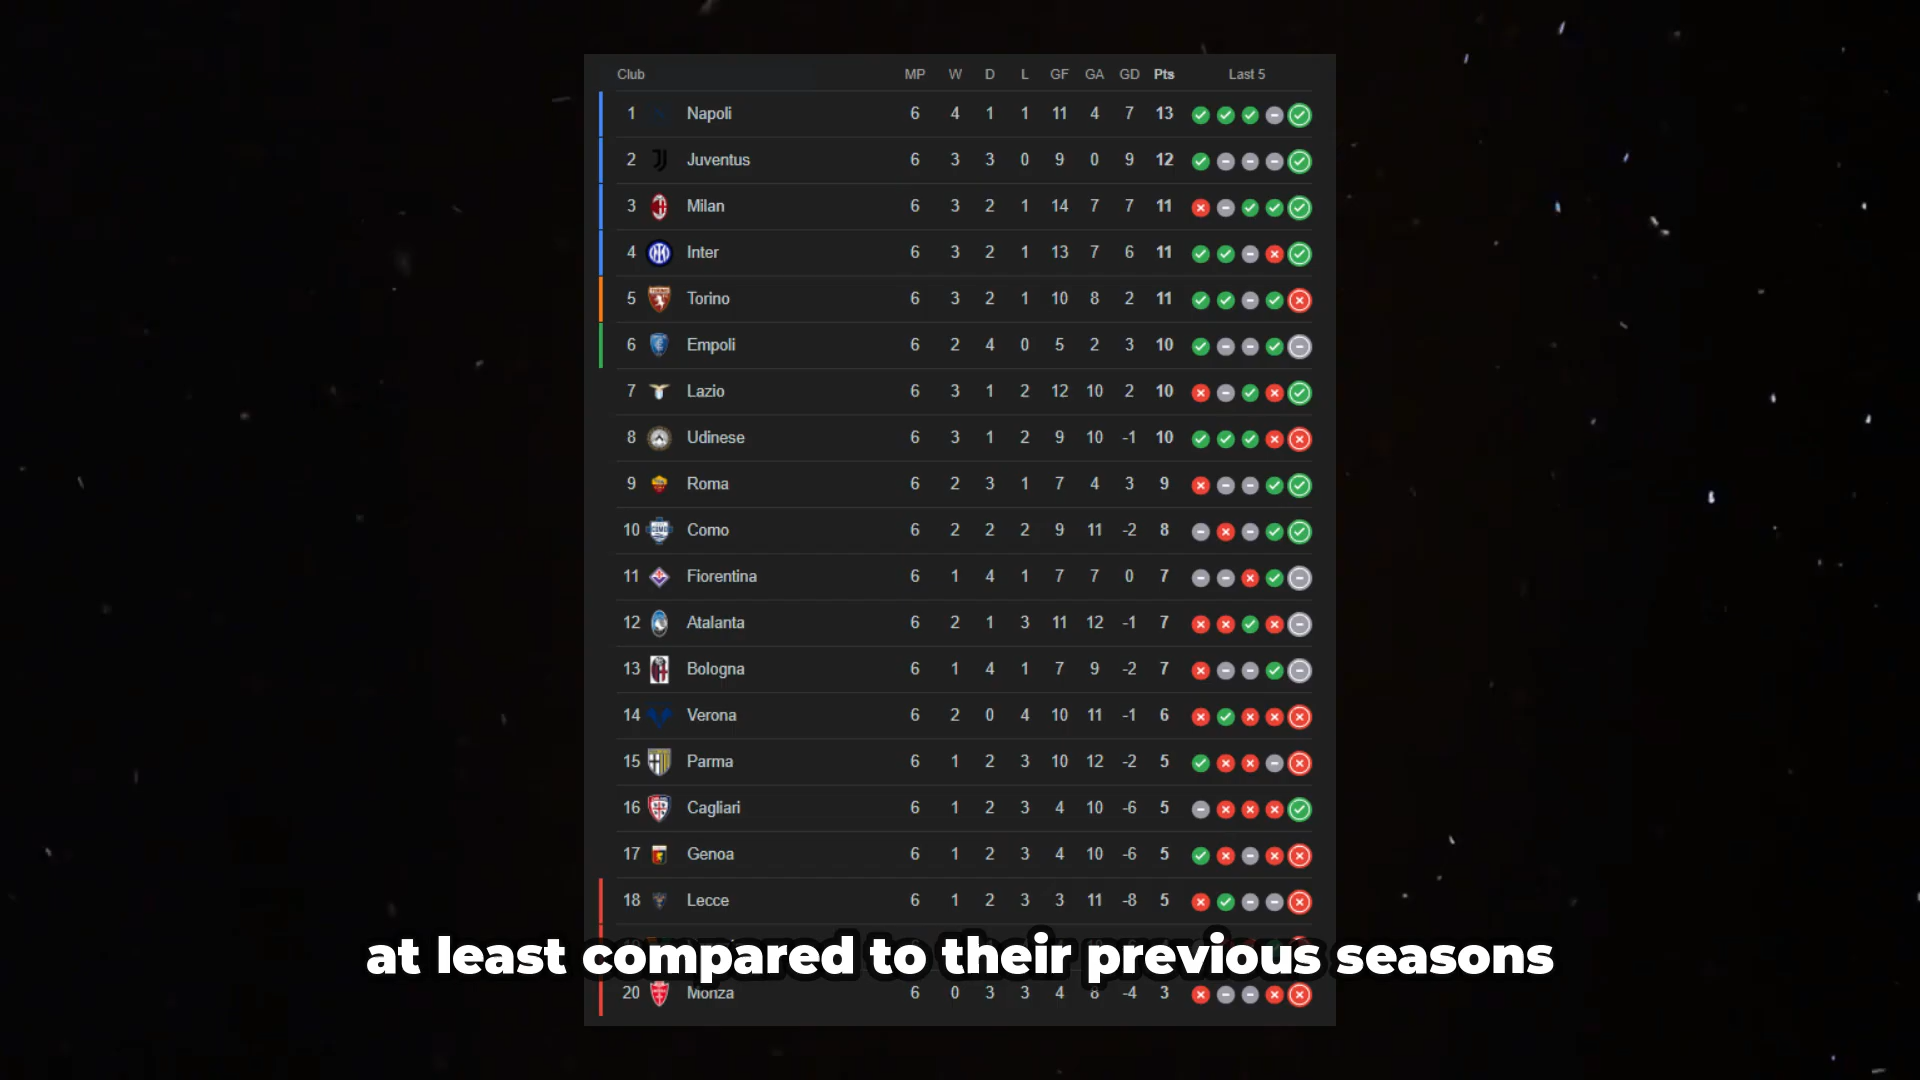 Club MP W D L GF GA GD Pts Last 5
1 Napoli 6 4 1 1 11 4 7 13
2 Juventus 6 3 3 0 9 0 9 12
3 Milan 6 3 2 1 14 7 7 11
4 Inter 6 3 2 1 13 7 6 11
5 Torino 6 3 2 1 10 8 2 11
6 Empoli 6 2 4 0 5 2 3 10
7 Lazio 6 3 1 2 12 10 2 10
8 Udinese 6 3 1 2 9 10 -1 10
9 Roma 6 2 3 1 7 4 3 9
10 Como 6 2 2 2 9 11 -2 8
11 Fiorentina 6 1 4 1 7 7 0 7
12 Atalanta 6 2 1 3 11 12 -1 7
13 Bologna 6 1 4 1 7 9 -2 7
14 Verona 6 2 0 4 10 11 -1 6
15 Parma 6 1 2 3 10 12 -2 5
16 Cagliari 6 1 2 3 4 10 -6 5
17 Genoa 6 1 2 3 4 10 -6 5
18 Lecce 6 1 2 3 3 11 -8 5
at least compared to their previous seasons
20 Monza 6 0 3 3 4 8 -4 3